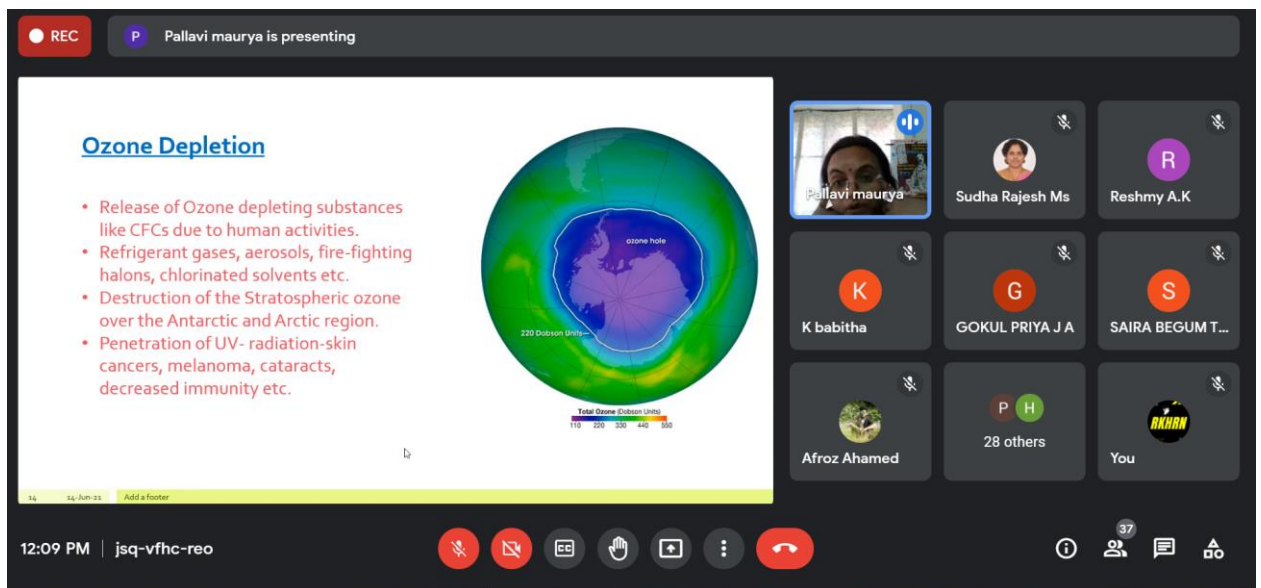 REC
P Pallavi maurya is presenting
Ozone Depletion
• Release of Ozone depleting substances
like CFCs due to human activities.
• Refrigerant gases, aerosols, fire-fighting
halons, chlorinated solvents etc.
• Destruction of the Stratospheric ozone
over the Antarctic and Arctic region.
• Penetration of UV- radiation-skin
cancers, melanoma, cataracts,
decreased immunity etc.
ozone hole
220 Dobson Units
Total Ozone (Dobson Units)
110 220 330 440 550
14 14-Jun-21 Add a footer
Pallavi maurya
Sudha Rajesh Ms
R
Reshmy A.K
K
K babitha
G
GOKUL PRIYA J A
S
SAIRA BEGUM T...
Afroz Ahamed
P H
28 others
RKHRN
You
12:09 PM | jsq-vfhc-reo
CC
37